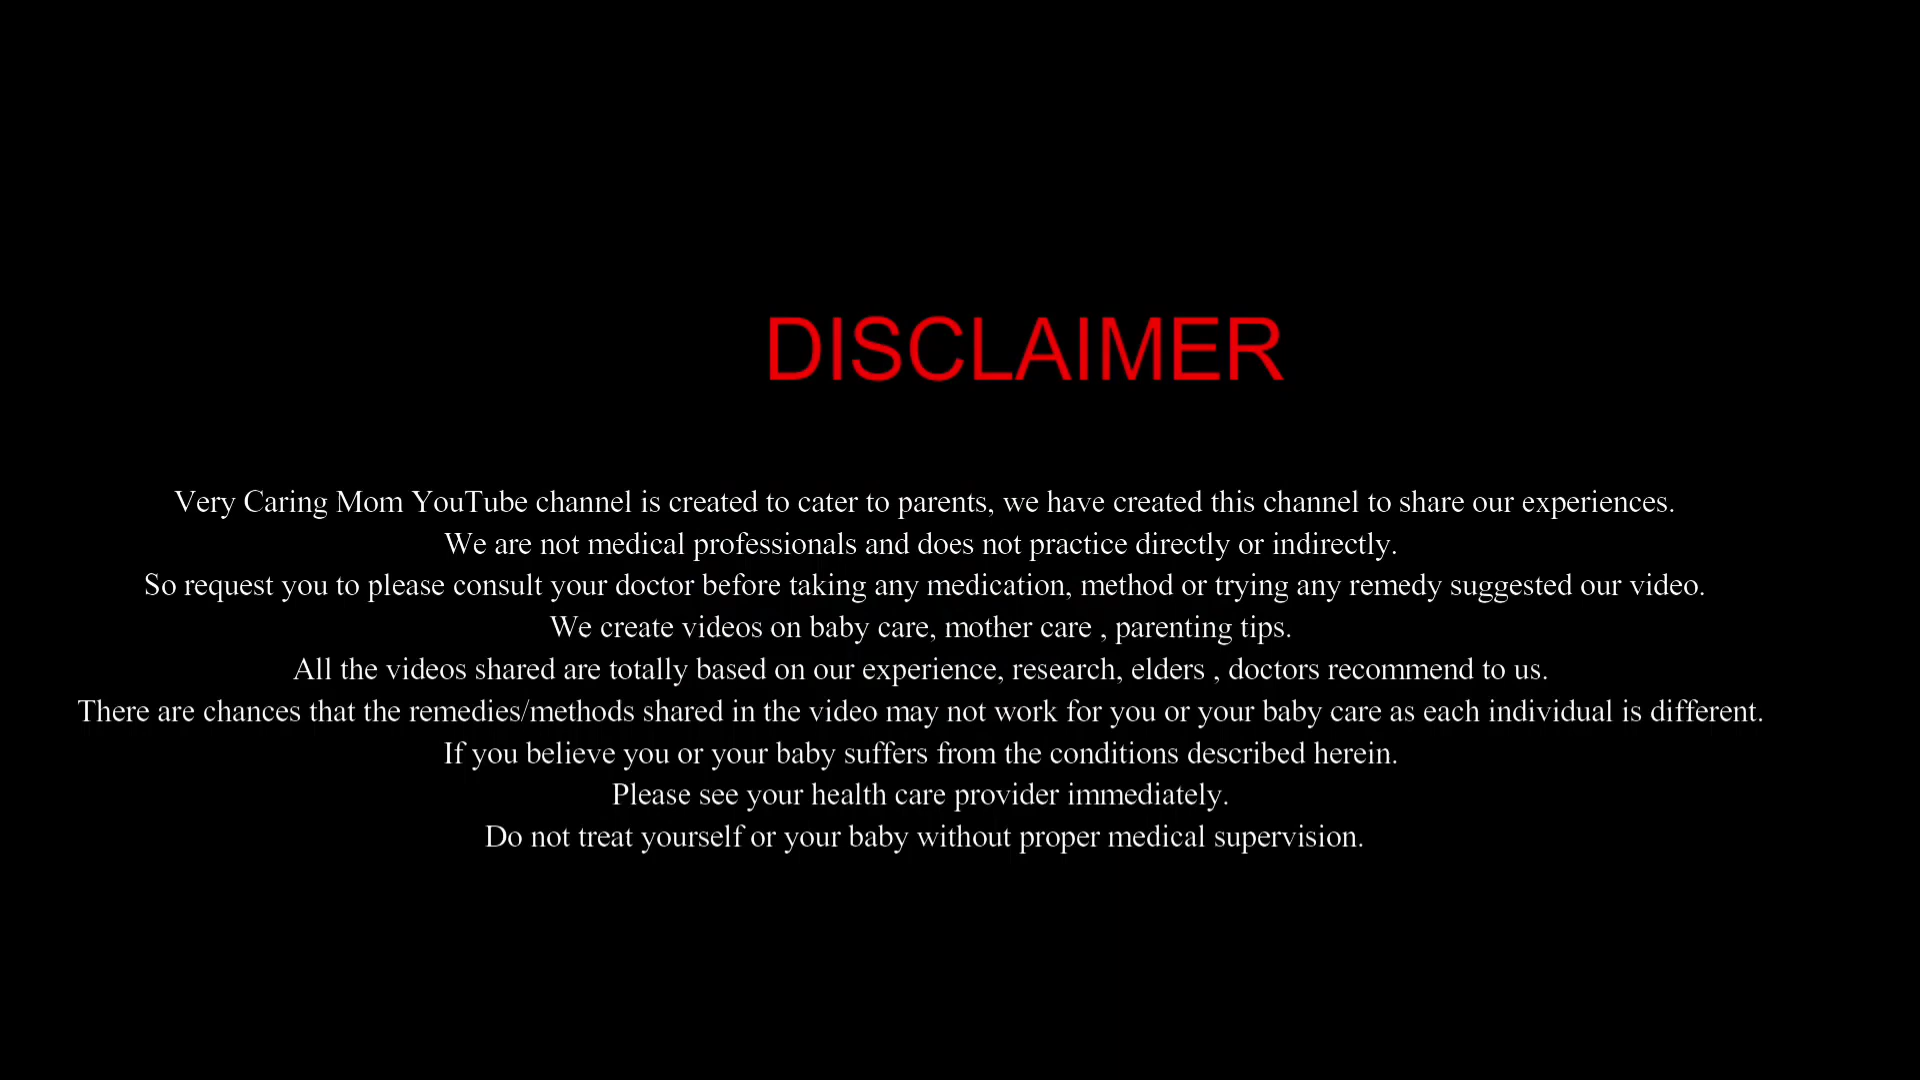 DISCLAIMER
Very Caring Mom YouTube channel is created to cater to parents, we have created this channel to share our experiences.
We are not medical professionals and does not practice directly or indirectly.
So request you to please consult your doctor before taking any medication, method or trying any remedy suggested our video.
We create videos on baby care, mother care , parenting tips.
All the videos shared are totally based on our experience, research, elders , doctors recommend to us.
There are chances that the remedies/methods shared in the video may not work for you or your baby care as each individual is different.
If you believe you or your baby suffers from the conditions described herein.
Please see your health care provider immediately.
Do not treat yourself or your baby without proper medical supervision.